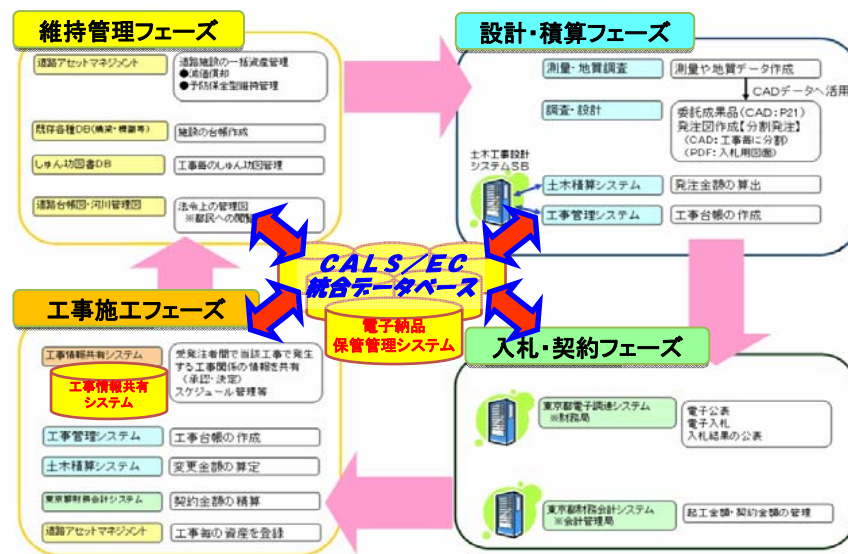 維持管理フェーズ
道路アセットマネジメント
道路施設の一括資産管理
●減価償却
●予防保全型維持管理
既存各種DB(橋梁・標識等)
施設の台帳作成
しゅん功図書DB
工事毎のしゅん功図管理
道路台帳図・河川管理図
法令上の管理図
※都民への閲覧
設計・積算フェーズ
測量・地質調査
測量や地質データ作成
CADデータへ活用
調査・設計
委託成果品(CAD:P21)
発注図作成【分割発注】
(CAD:工事毎に分割)
(PDF:入札用図面)
土木工事設計
システムSB
土木積算システム
発注金額の算出
工事管理システム
工事台帳の作成
CALS/EC
統合データベース
電子納品
保管管理システム
工事施工フェーズ
工事情報共有システム
受発注者間で当該工事で発生
する工事関係の情報を共有
(承認・決定)
スケジュール管理等
工事情報共有
システム
工事管理システム
工事台帳の作成
土木積算システム
変更金額の算定
東京都財務会計システム
契約金額の積算
道路アセットマネジメント
工事毎の資産を登録
入札・契約フェーズ
東京都電子調達システム
※財務局
電子公表
電子入札
入札結果の公表
東京都財務会計システム
※会計管理局
起工金額・契約金額の管理